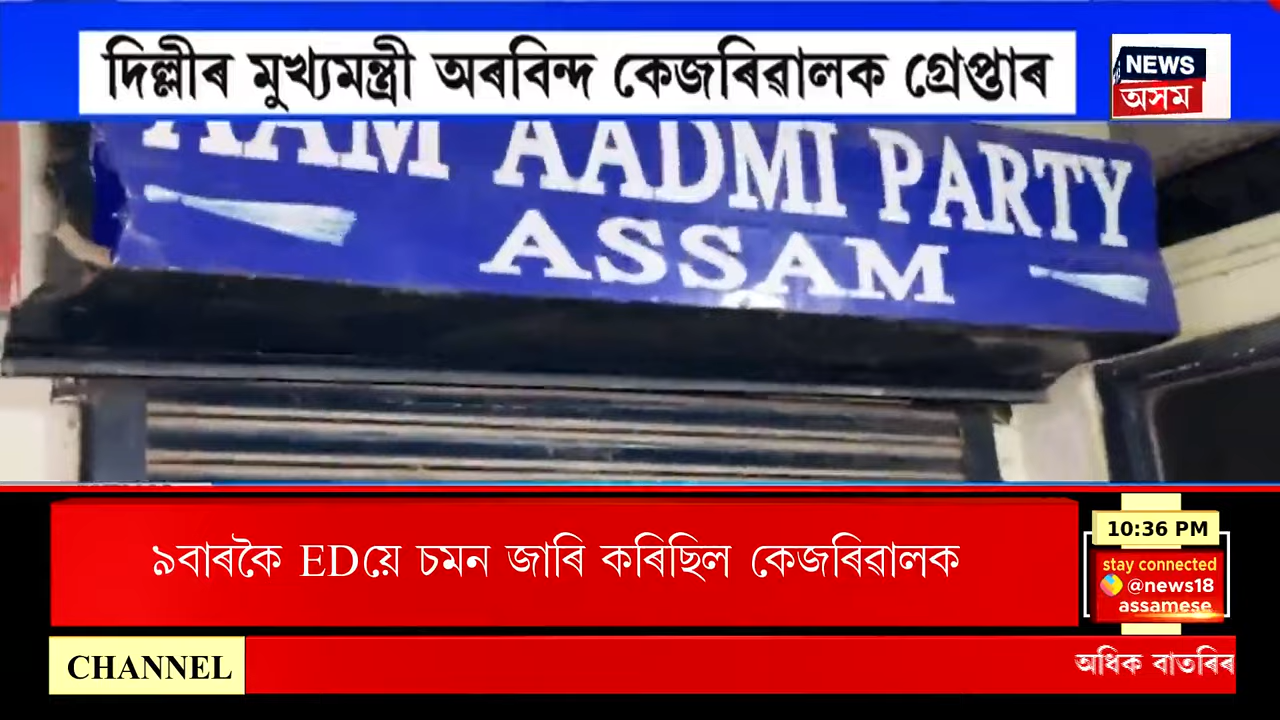 দিল্লীৰ মুখ্যমন্ত্ৰী অৰবিন্দ কেজৰিৱালক গ্ৰেপ্তাৰ
NEWS
অসম
AAM AADMI PARTY
ASSAM
৯বাৰকৈ EDয়ে চমন জাৰি কৰিছিল কেজৰিৱালক
10:36 PM
stay connected
@news18
assamese
CHANNEL
অধিক বাতৰিৰ